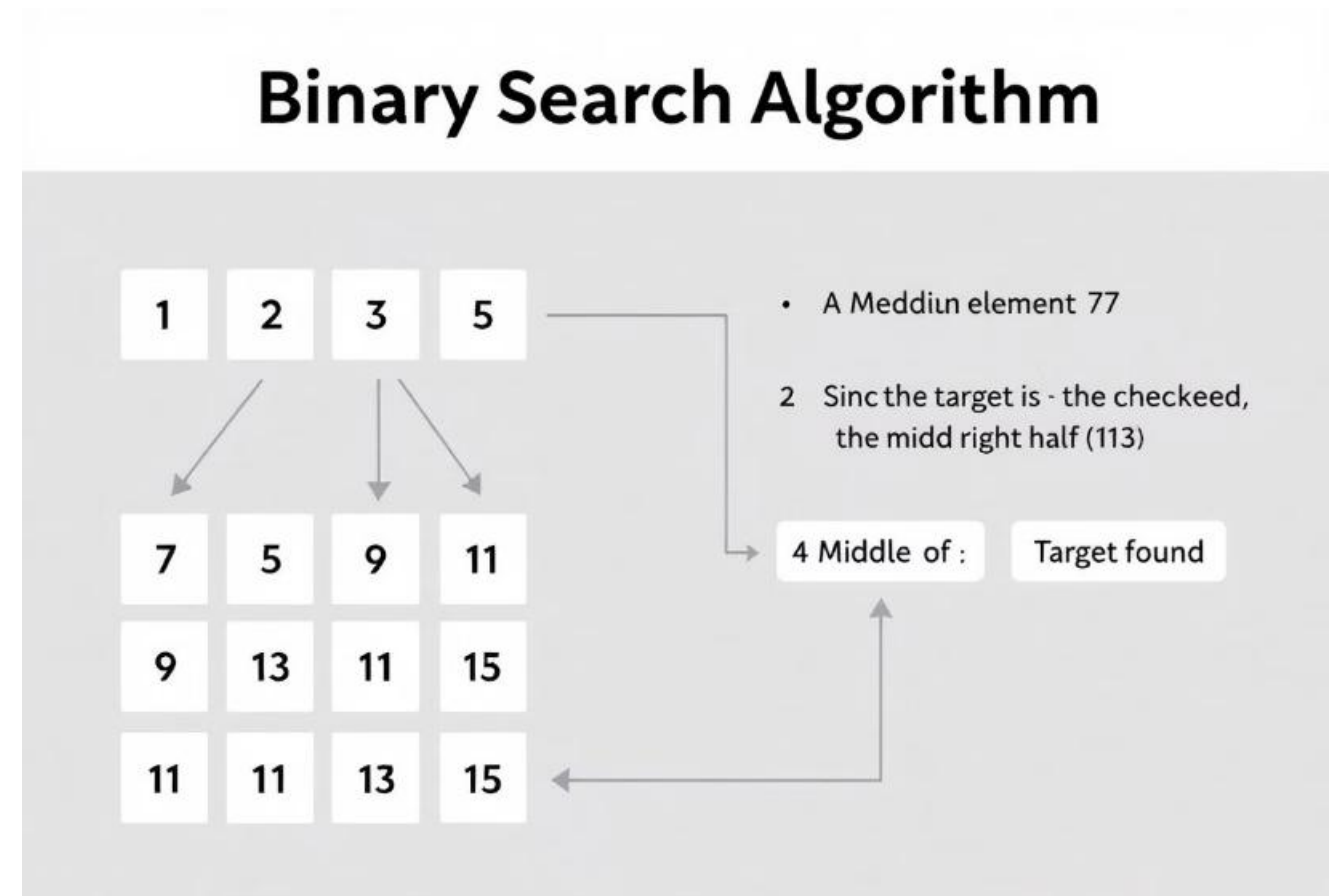 Binary Search Algorithm
1 2 3 5
7 5 9 11
9 13 11 15
11 11 13 15
• A Meddiın element 77
2 Sinc the target is - the checkeed,
the midd right half (113)
4 Middle of :
Target found